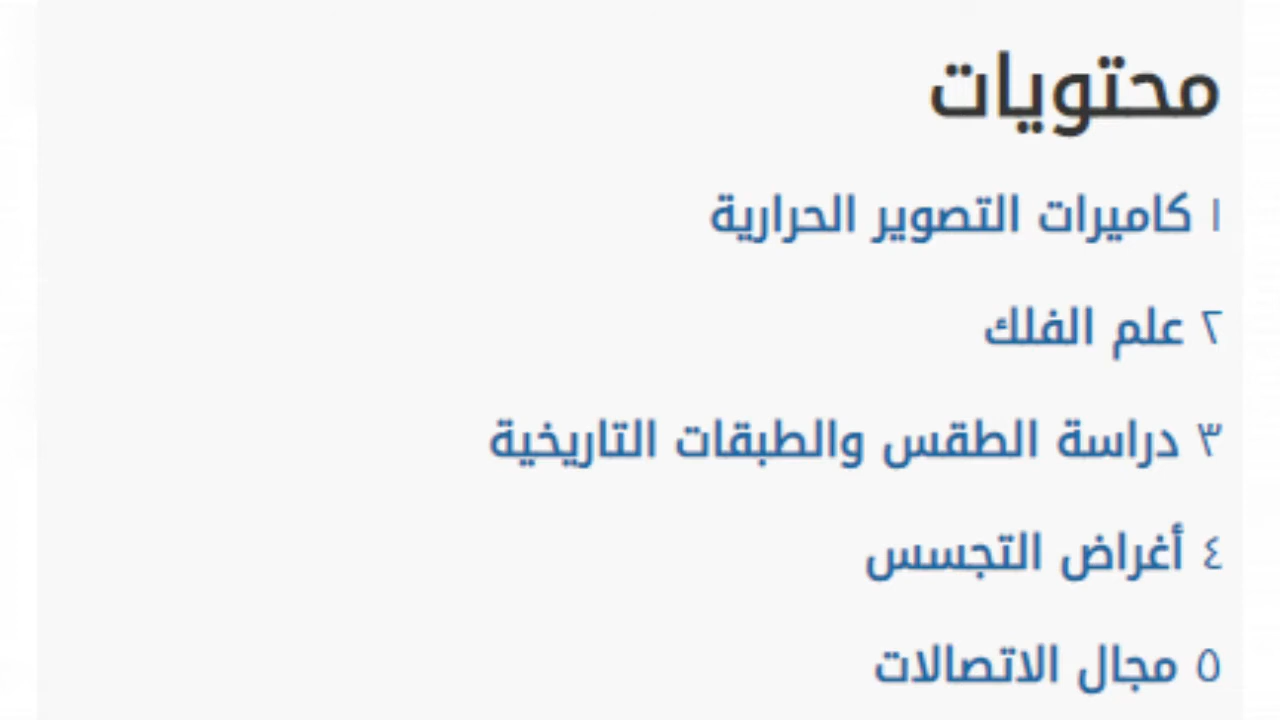 محتويات
١ كاميرات التصوير الحرارية
٢ علم الفلك
٣ دراسة الطقس والطبقات التاريخية
٤ أغراض التجسس
٥ مجال الاتصالات